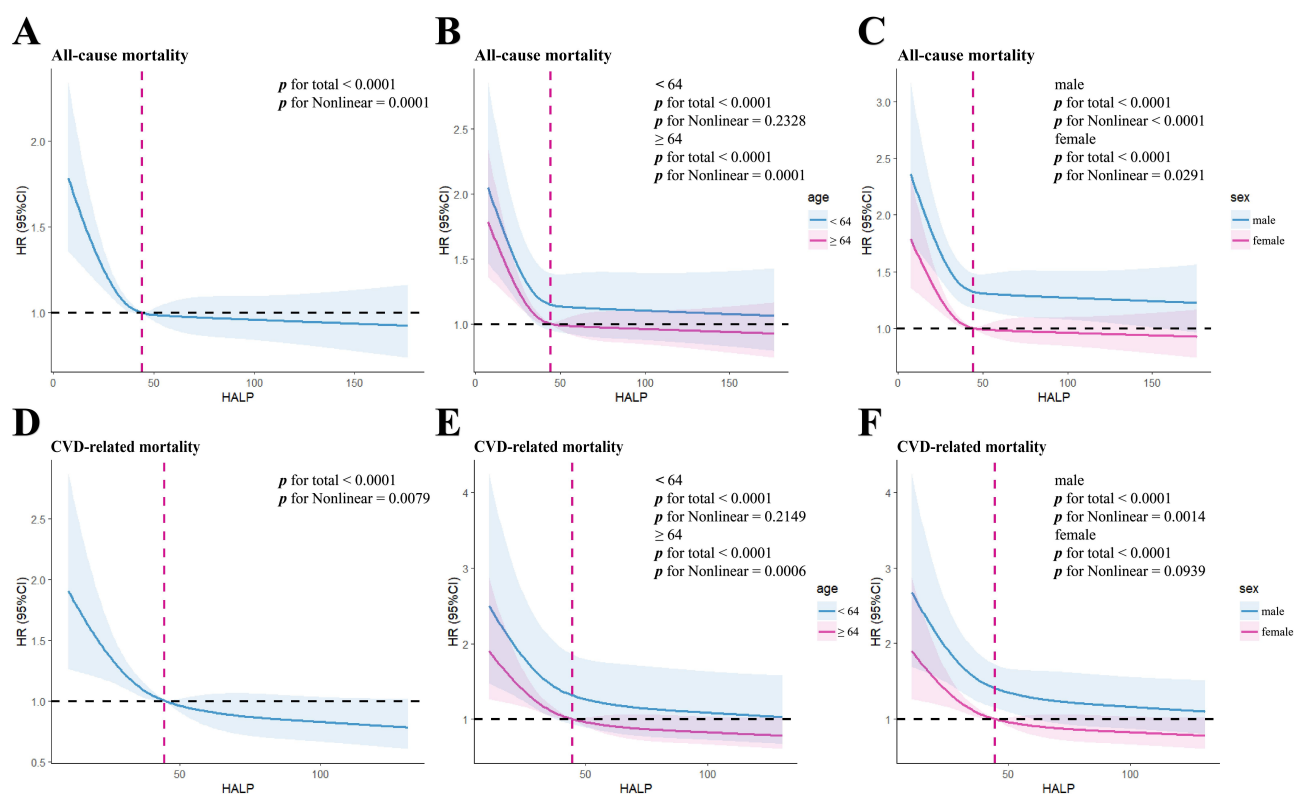 A
All-cause mortality
p for total < 0.0001
p for Nonlinear = 0.0001
HR (95%CI)
2.0
1.5
1.0
0
50
100
150
HALP
B
All-cause mortality
< 64
p for total < 0.0001
p for Nonlinear = 0.2328
≥ 64
p for total < 0.0001
p for Nonlinear = 0.0001
HR (95%CI)
2.5
2.0
1.5
1.0
0
50
100
150
HALP
age
< 64
≥ 64
C
All-cause mortality
male
p for total < 0.0001
p for Nonlinear < 0.0001
female
p for total < 0.0001
p for Nonlinear = 0.0291
HR (95%CI)
3.0
2.5
2.0
1.5
1.0
0
50
100
150
HALP
sex
male
female
D
CVD-related mortality
p for total < 0.0001
p for Nonlinear = 0.0079
HR (95%CI)
2.5
2.0
1.5
1.0
0.5
50
100
HALP
E
CVD-related mortality
< 64
p for total < 0.0001
p for Nonlinear = 0.2149
≥ 64
p for total < 0.0001
p for Nonlinear = 0.0006
HR (95%CI)
4
3
2
1
50
100
HALP
age
< 64
≥ 64
F
CVD-related mortality
male
p for total < 0.0001
p for Nonlinear = 0.0014
female
p for total < 0.0001
p for Nonlinear = 0.0939
HR (95%CI)
4
3
2
1
50
100
HALP
sex
male
female